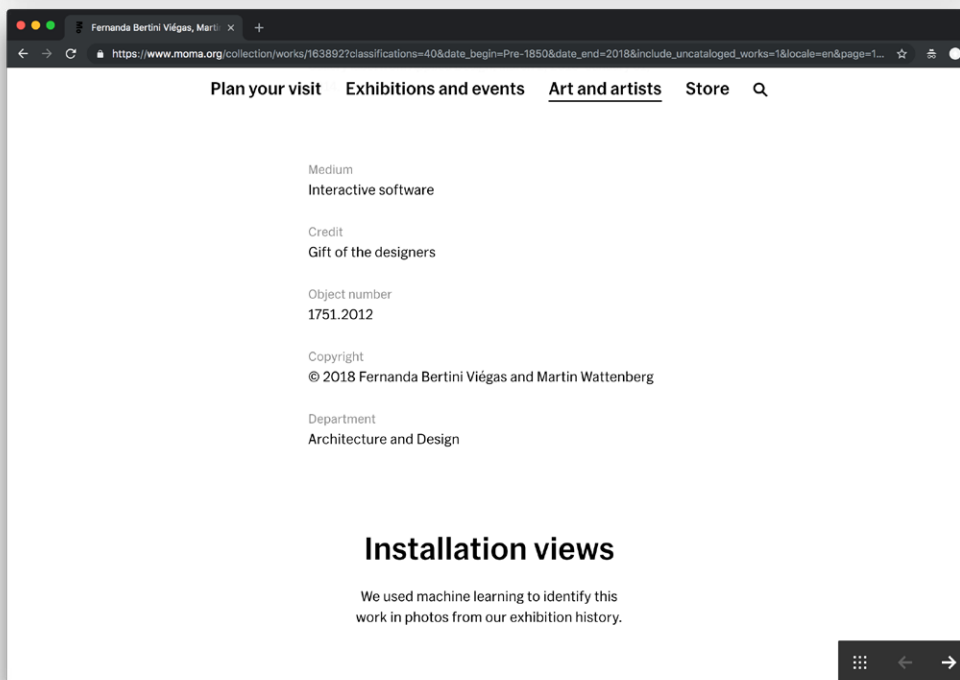 Fernanda Bertini Viégas, Marti
https://www.moma.org/collection/works/163892?classifications=40&date_begin=Pre-1850&date_end=2018&include_uncataloged_works=1&locale=en&page=1...
Plan your visit Exhibitions and events Art and artists Store
Medium
Interactive software
Credit
Gift of the designers
Object number
1751.2012
Copyright
© 2018 Fernanda Bertini Viégas and Martin Wattenberg
Department
Architecture and Design
Installation views
We used machine learning to identify this
work in photos from our exhibition history.